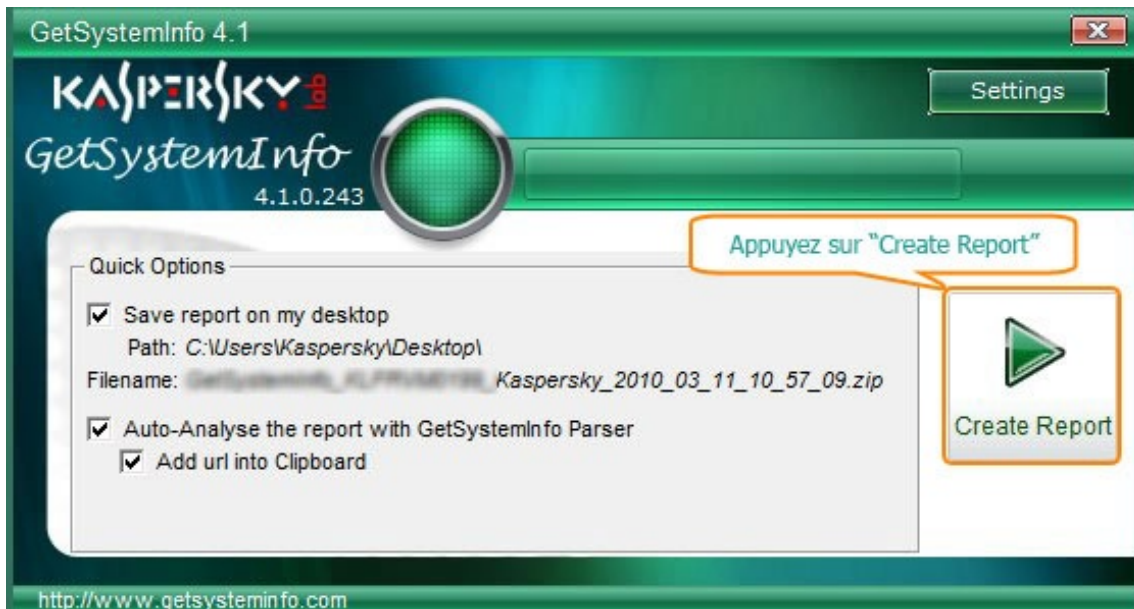 GetSystemInfo 4.1
KASPERSKY lab
Settings
GetSystemInfo
4.1.0.243
Appuyez sur “Create Report”
Quick Options
Save report on my desktop
Path: C:\Users\Kaspersky\Desktop\
Filename: _Kaspersky_2010_03_11_10_57_09.zip
Auto-Analyse the report with GetSystemInfo Parser
Add url into Clipboard
Create Report
http://www.getsysteminfo.com